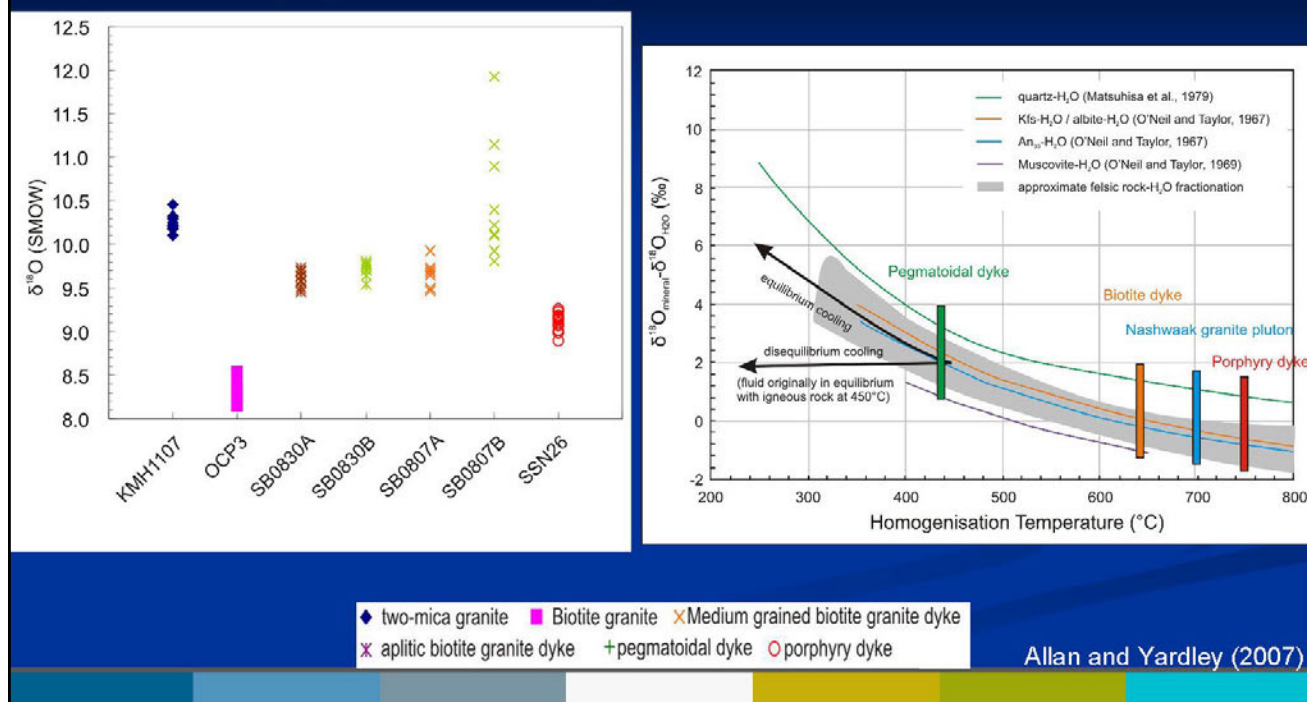 12.5
12.0
11.5
11.0
10.5
10.0
9.5
9.0
8.5
8.0
δ¹⁸O (SMOW)
KMH1107
OCP3
SB0830A
SB0830B
SB0807A
SB0807B
SSN26
12
10
8
6
4
2
0
-2
δ¹⁸O mineral-δ¹⁸O H2O (‰)
quartz-H₂O (Matsuhisa et al., 1979)
Kfs-H₂O / albite-H₂O (O'Neil and Taylor, 1967)
-H₂O (O'Neil and Taylor, 1967)
Muscovite-H₂O (O'Neil and Taylor, 1969)
approximate felsic rock-H₂O fractionation
Pegmatoidal dyke
Biotite dyke
Nashwaak granite pluton
Porphyry dyke
equilibrium cooling
disequilibrium cooling
(fluid originally in equilibrium
with igneous rock at 450°C)
200 300 400 500 600 700 800
Homogenisation Temperature (°C)
two-mica granite Biotite granite Medium grained biotite granite dyke
aplitic biotite granite dyke pegmatoidal dyke porphyry dyke
Allan and Yardley (2007)